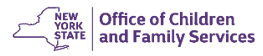 NEW
YORK
STATE
Office of Children
and Family Services